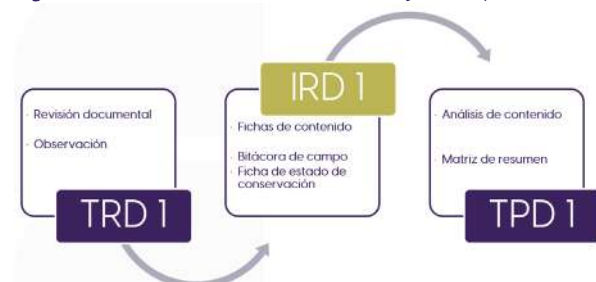 · Revisión documental
· Observación
TRD 1
IRD 1
· Fichas de contenido
· Bitácora de campo
· Ficha de estado de
conservación
· Análisis de contenido
· Matriz de resumen
TPD 1